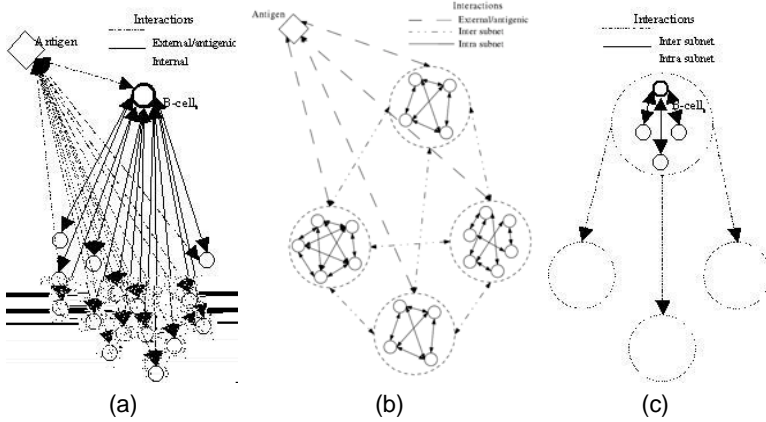 Interactions
Antigen
External/antigenic
Internal
B-cell
Interactions
External/antigenic
Inter subnet
Intra subnet
Antigen
Interactions
Inter subnet
Intra subnet
B-cell
(a)
(b)
(c)